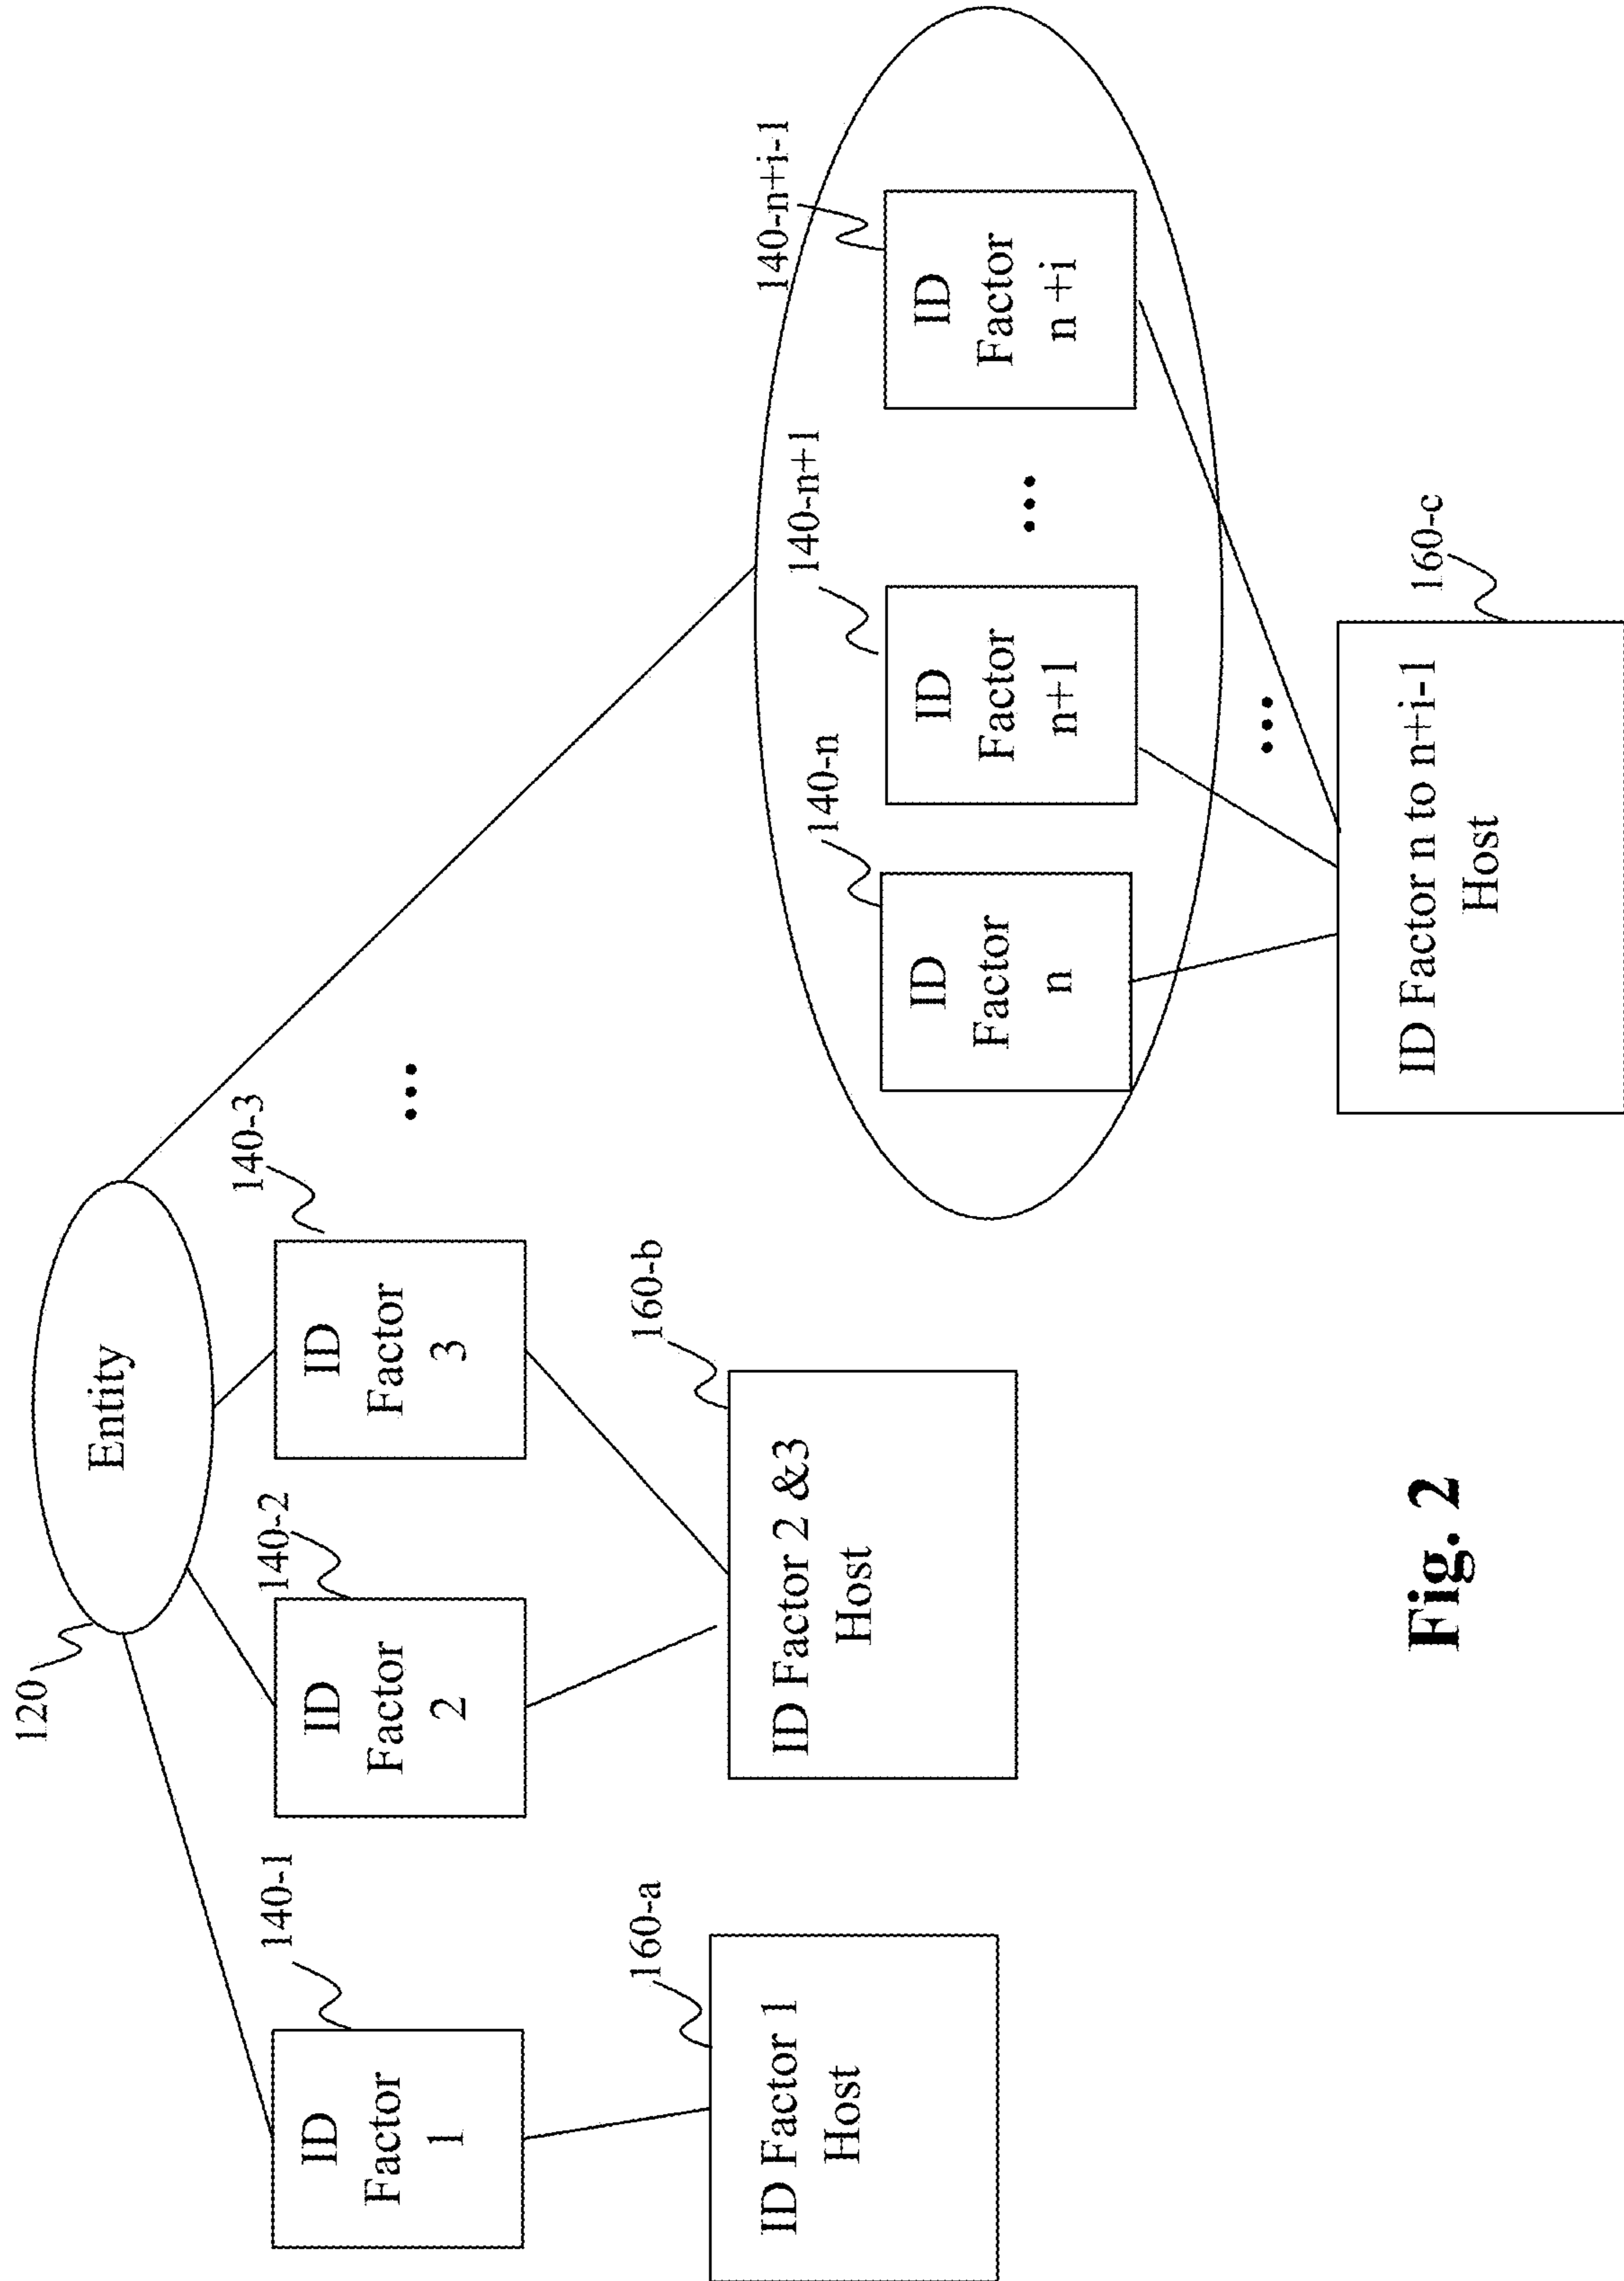 120
Entity
140-1
140-2
140-3
ID
Factor
1
ID
Factor
2
ID
Factor
3
...
160-a
160-b
ID Factor 1
Host
ID Factor 2 &3
Host
140-n
140-n+1
140-n+i-1
ID
Factor
n
ID
Factor
n+1
...
ID
Factor
n +i
...
160-c
ID Factor n to n+i-1
Host
Fig. 2